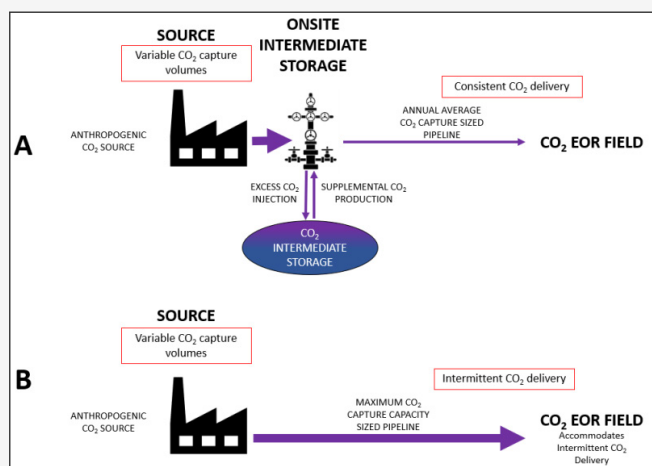 ONSITE
INTERMEDIATE
STORAGE
SOURCE
Variable CO₂ capture
volumes
Consistent CO₂ delivery
A
ANTHROPOGENIC
CO₂ SOURCE
ANNUAL AVERAGE
CO₂ CAPTURE SIZED
PIPELINE
CO₂ EOR FIELD
EXCESS CO₂
INJECTION
SUPPLEMENTAL CO₂
PRODUCTION
CO₂
INTERMEDIATE
STORAGE
SOURCE
Variable CO₂ capture
volumes
B
Intermittent CO₂ delivery
ANTHROPOGENIC
CO₂ SOURCE
MAXIMUM CO₂
CAPTURE CAPACITY
SIZED PIPELINE
CO₂ EOR FIELD
Accommodates
Intermittent CO₂
Delivery